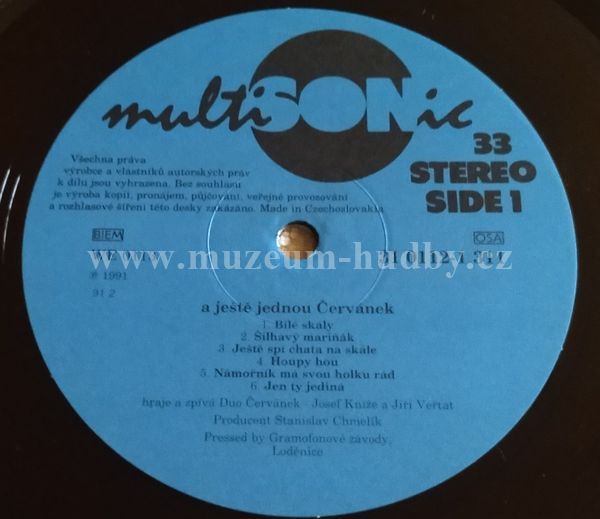 multiSONic
33
STEREO
SIDE 1
Všechna práva
výrobce a vlastníků autorských práv
k dílu jsou vyhrazena. Bez souhlasu
je výroba kopií, pronájem, půjčování, veřejné provozování
a rozhlasové šíření této desky zakázáno. Made in Czechoslovakia
BIEM
OSA
www.muzeum-hudby.cz
℗ 1991
91 2
a ještě jednou Červánek
1. Bílé skály
2. Šilhavý mariňák
3. Ještě spí chata na skále
4. Houpy hou
5. Námořník má svou holku rád
6. Jen ty jediná
hraje a zpívá Duo Červánek - Josef Kníže a Jiří Veřtat
Producent Stanislav Chmelík
Pressed by Gramofonové závody,
Loděnice